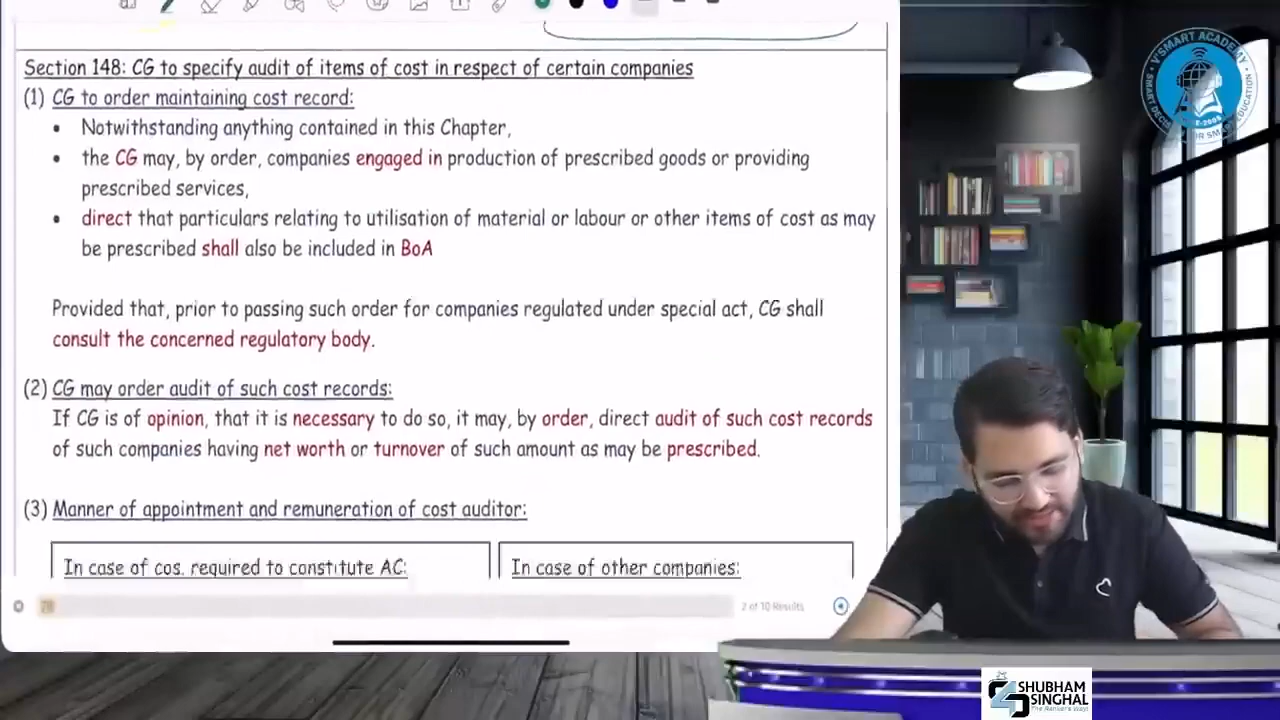 Section 148: CG to specify audit of items of cost in respect of certain companies
(1) CG to order maintaining cost record:
• Notwithstanding anything contained in this Chapter,
• the CG may, by order, companies engaged in production of prescribed goods or providing
prescribed services,
• direct that particulars relating to utilisation of material or labour or other items of cost as may
be prescribed shall also be included in BoA
Provided that, prior to passing such order for companies regulated under special act, CG shall
consult the concerned regulatory body.
(2) CG may order audit of such cost records:
If CG is of opinion, that it is necessary to do so, it may, by order, direct audit of such cost records
of such companies having net worth or turnover of such amount as may be prescribed.
(3) Manner of appointment and remuneration of cost auditor:
In case of cos. required to constitute AC:
In case of other companies:
2 of 10 Results
V'SMART ACADEMY
SHUBHAM
SINGHAL